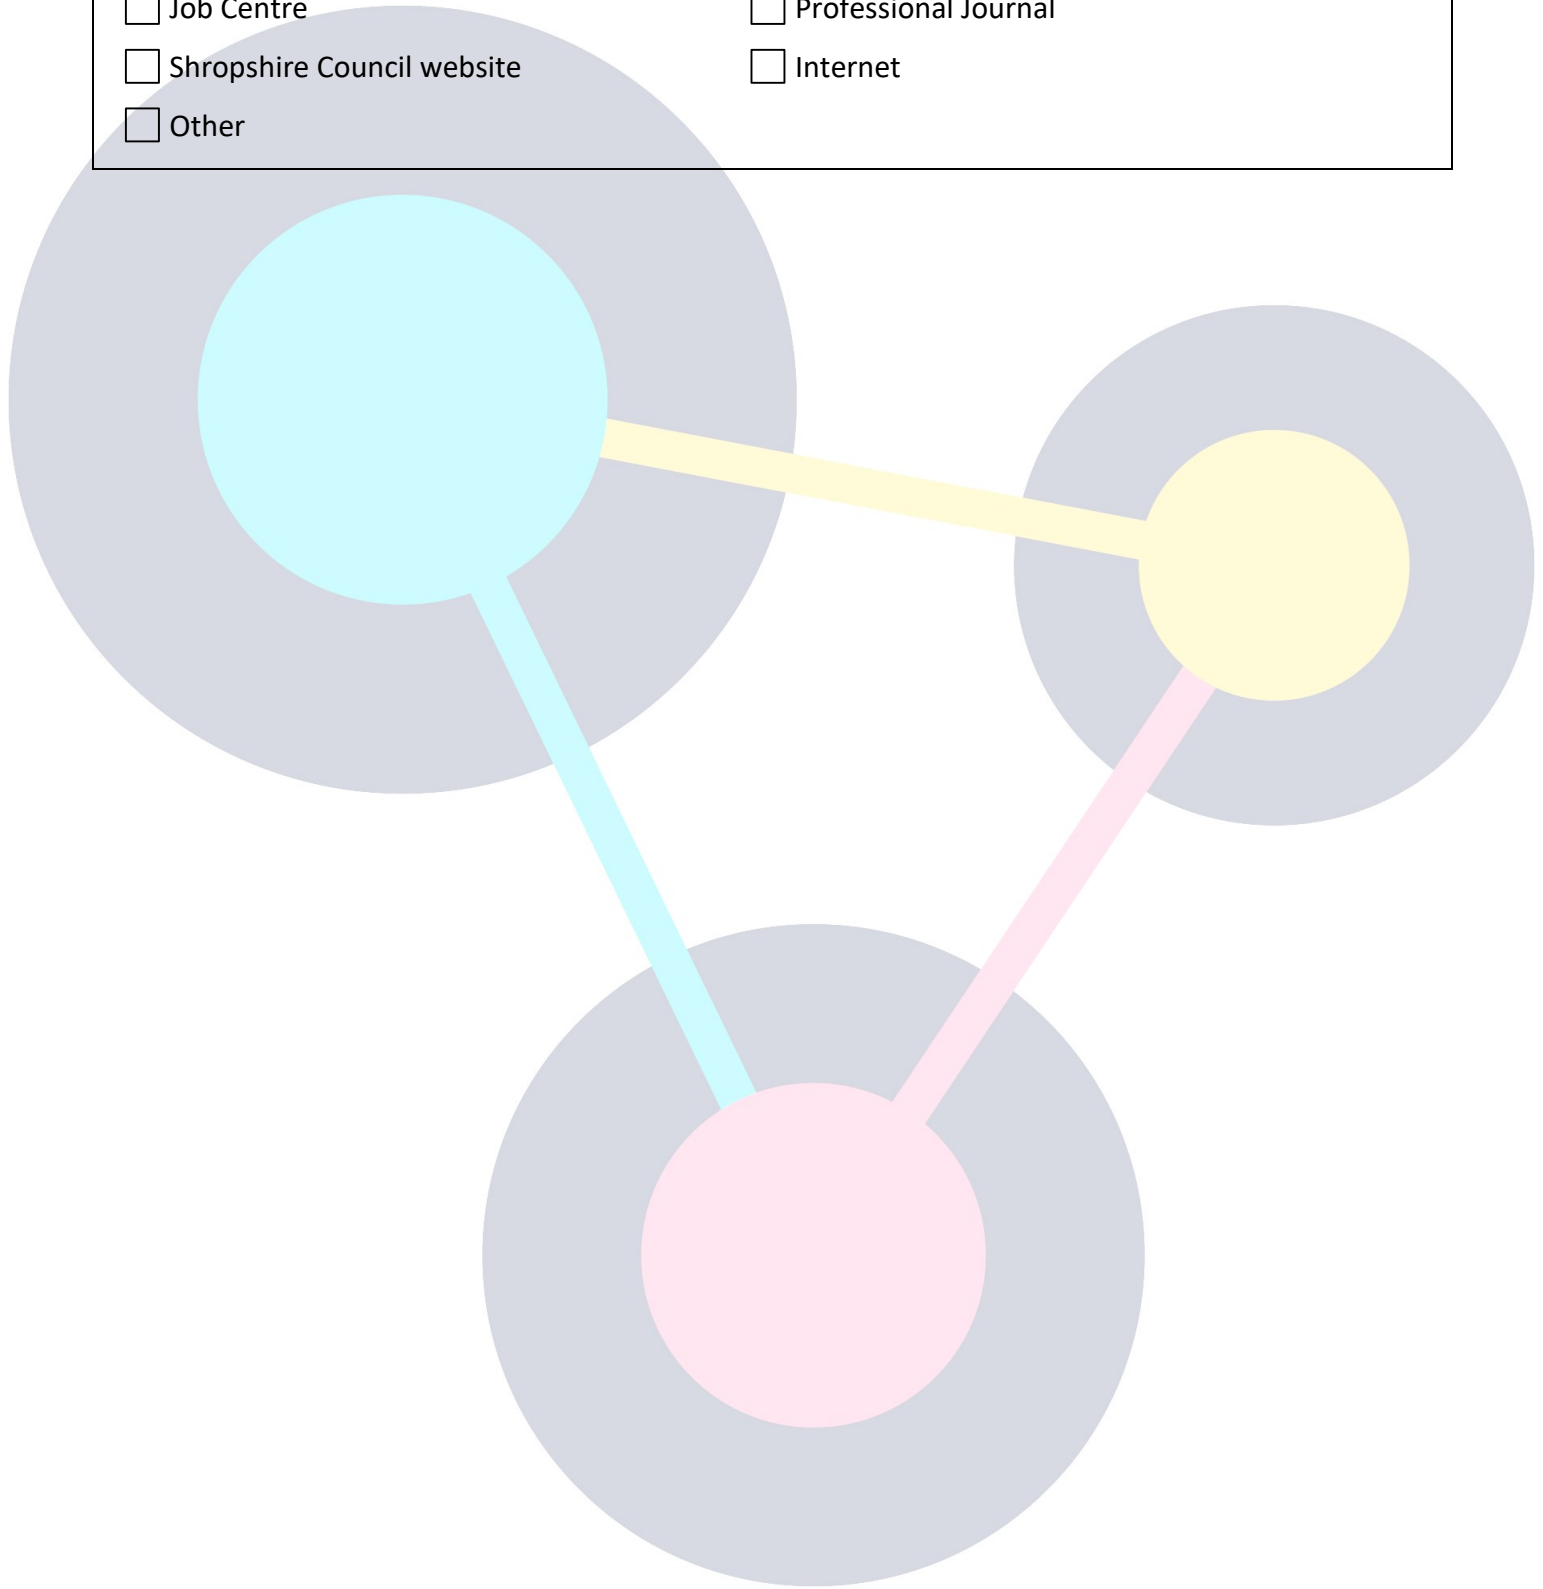 Job Centre
Professional Journal
Shropshire Council website
Internet
Other